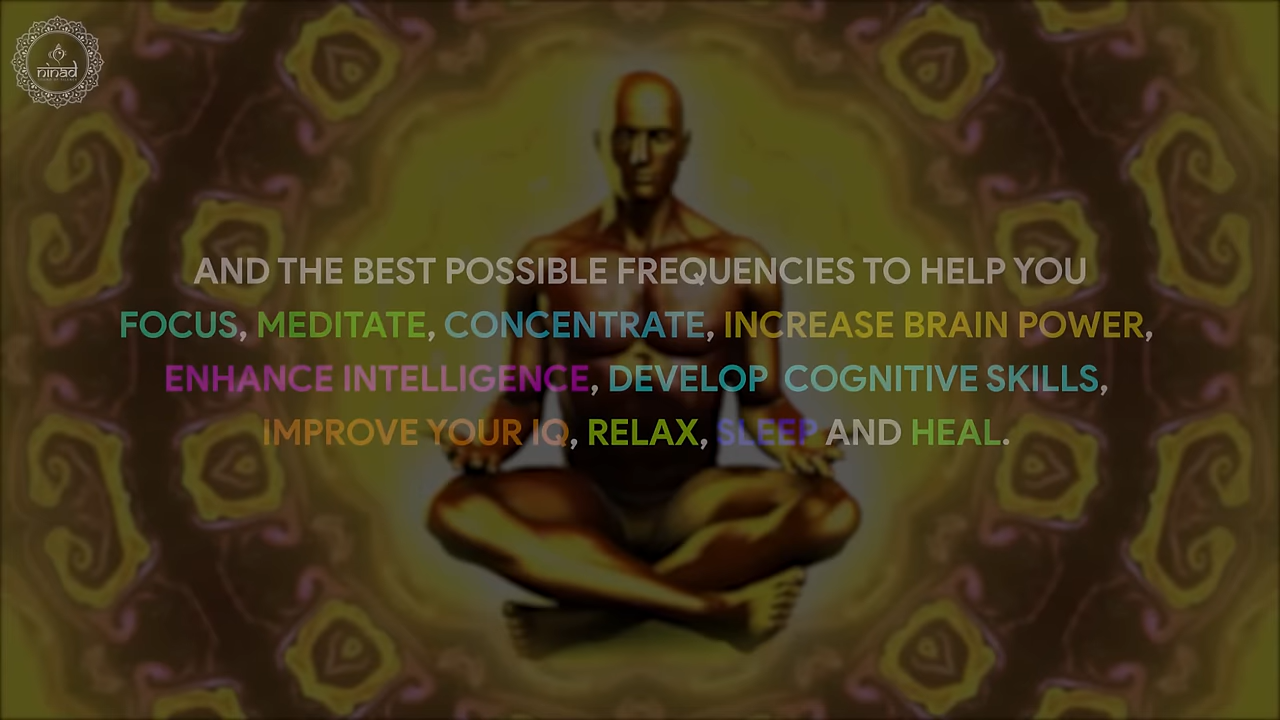 ninad
AND THE BEST POSSIBLE FREQUENCIES TO HELP YOU
FOCUS, MEDITATE, CONCENTRATE, INCREASE BRAIN POWER,
ENHANCE INTELLIGENCE, DEVELOP COGNITIVE SKILLS,
IMPROVE YOUR IQ, RELAX, SLEEP AND HEAL.